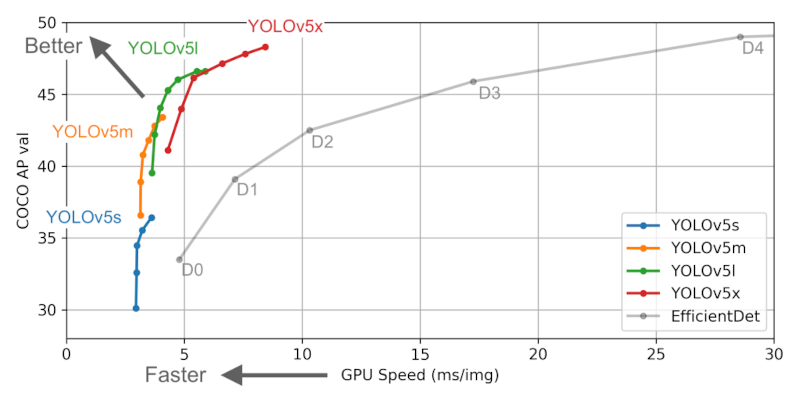 50
YOLOv5x
Better
YOLOv5l
D4
45
D3
YOLOv5m
D2
COCO AP val
40
D1
YOLOv5s
35
D0
30
YOLOv5s
YOLOv5m
YOLOv5l
YOLOv5x
EfficientDet
0 5 10 15 20 25 30
Faster GPU Speed (ms/img)